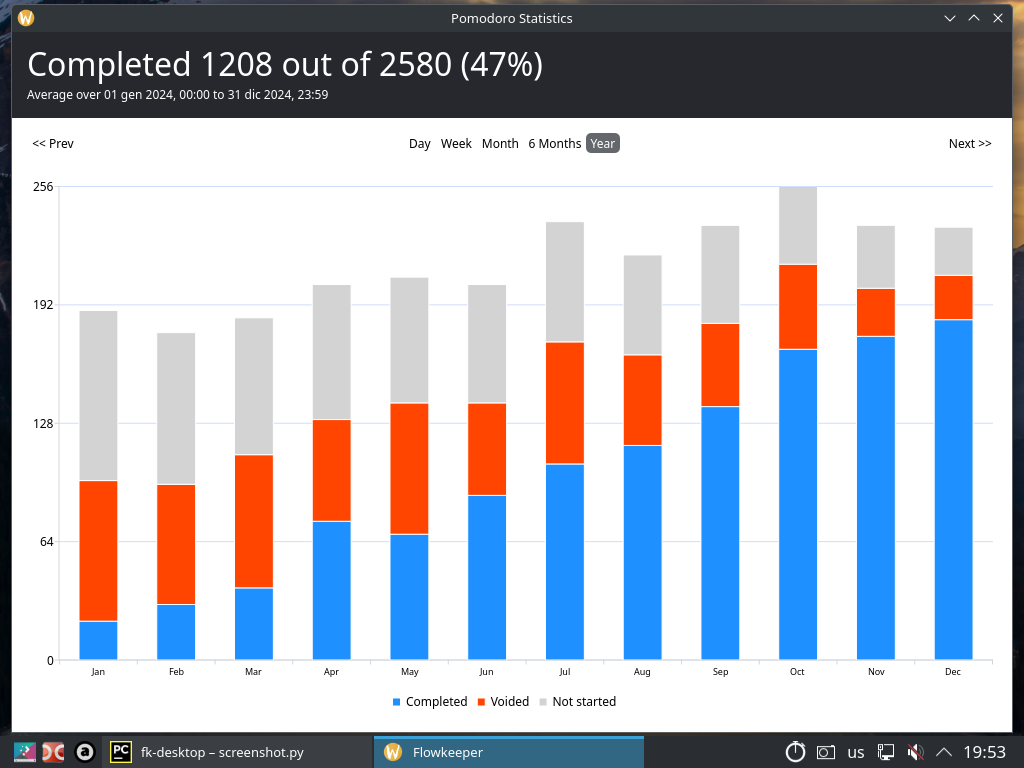 Pomodoro Statistics
Completed 1208 out of 2580 (47%)
Average over 01 gen 2024, 00:00 to 31 dic 2024, 23:59
<< Prev Day Week Month 6 Months Year Next >>
256
192
128
64
0
Jan Feb Mar Apr May Jun Jul Aug Sep Oct Nov Dec
Completed Voided Not started
a PC fk-desktop – screenshot.py W Flowkeeper us 19:53